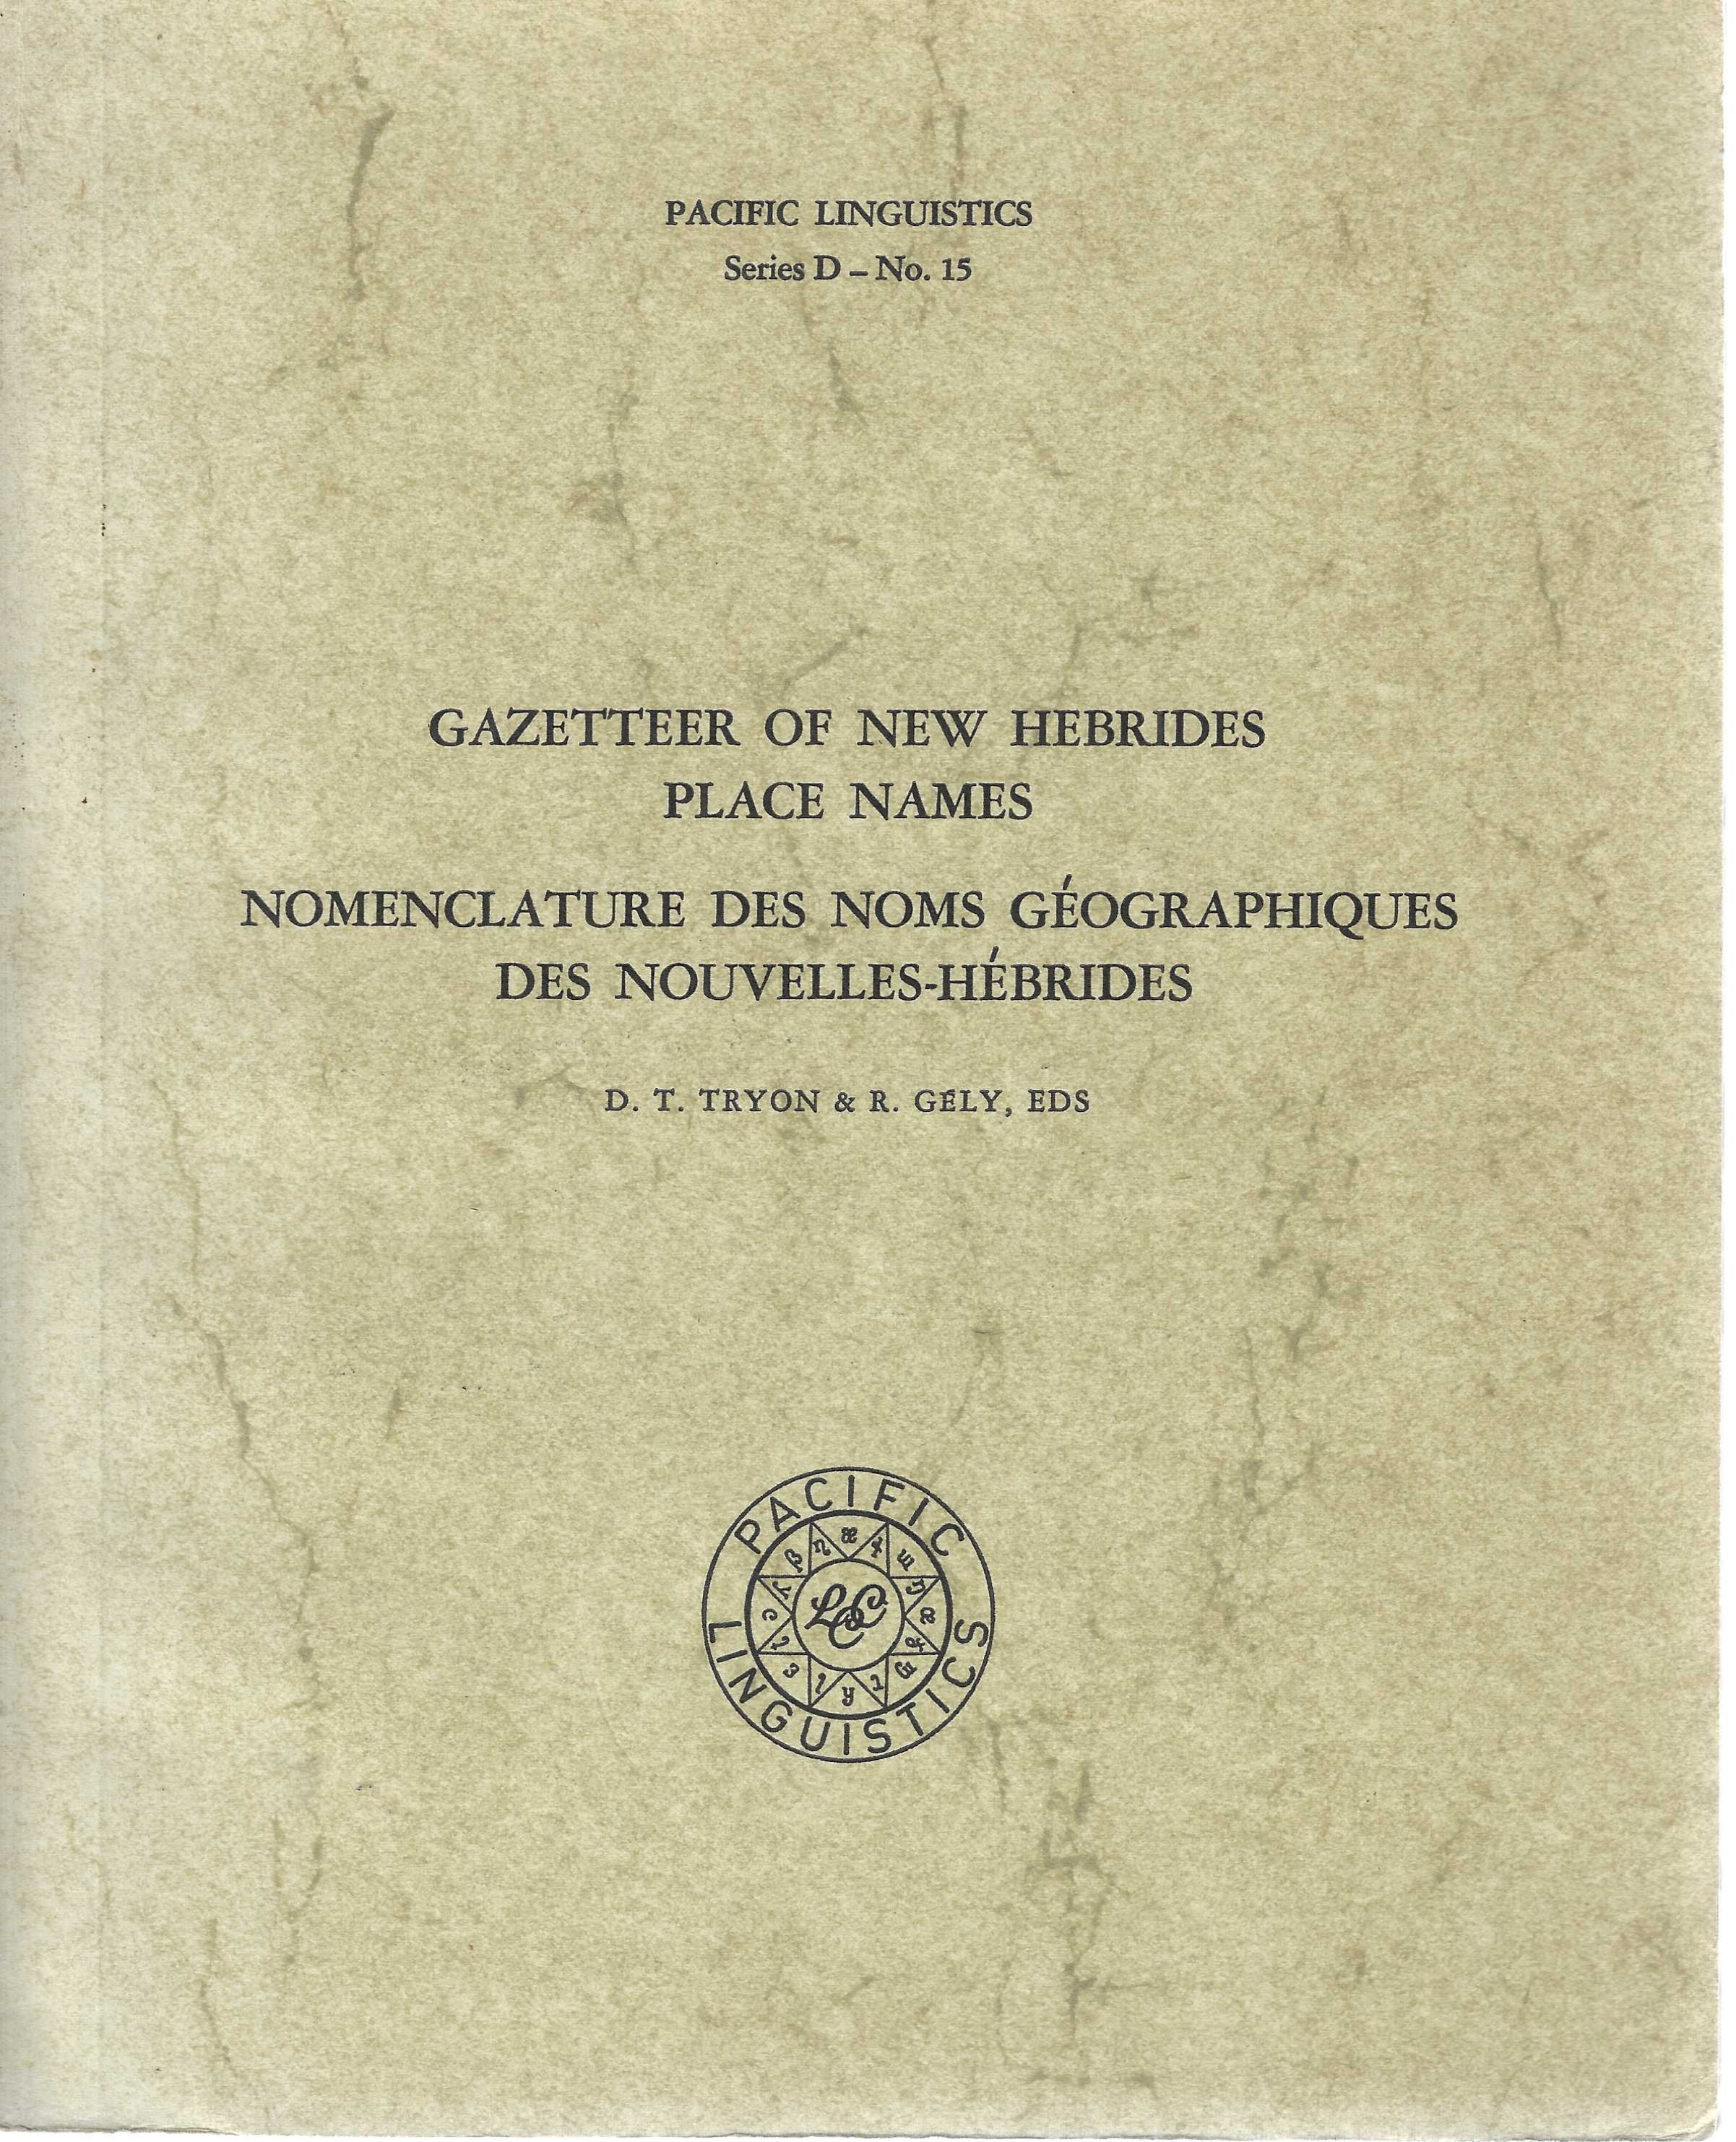 PACIFIC LINGUISTICS
Series D – No. 15
GAZETTEER OF NEW HEBRIDES
PLACE NAMES
NOMENCLATURE DES NOMS GÉOGRAPHIQUES
DES NOUVELLES-HÉBRIDES
D. T. TRYON & R. GÉLY, EDS
PACIFIC
LINGUISTICS